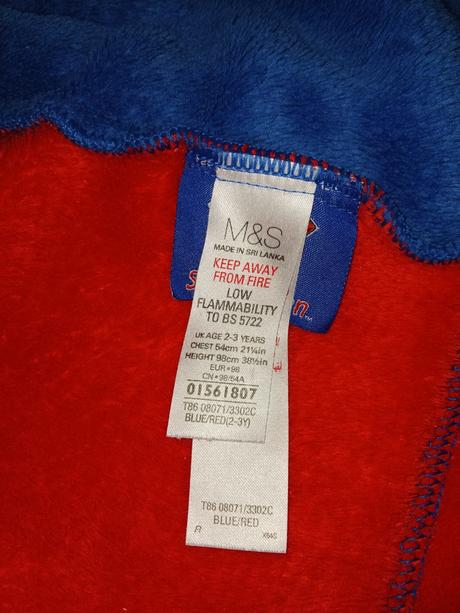 M&S
MADE IN SRI LANKA
KEEP AWAY
FROM FIRE
LOW
FLAMMABILITY
TO BS 5722
UK AGE 2-3 YEARS
CHEST 54cm 21¼in
HEIGHT 98cm 38½in
EUR•98
CN•98/54A
01561807
T86 08071/3302C
BLUE/RED(2-3Y)
T86 08071/3302C
BLUE/RED
R